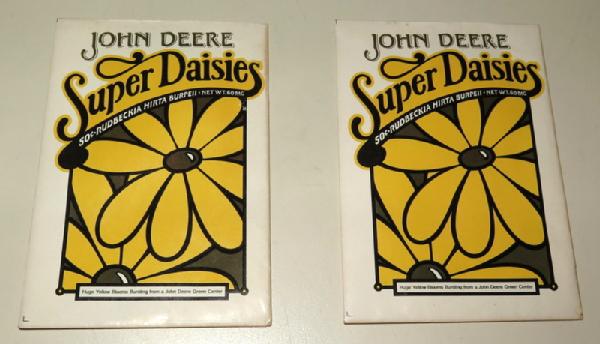 JOHN DEERE
Super Daisies
50¢•RUDBECKIA HIRTA BURPEII•NET WT. 60MG
Huge Yellow Blooms Bursting from a John Deere Green Center
JOHN DEERE
Super Daisies
50¢•RUDBECKIA HIRTA BURPEII•NET WT. 60MG
Huge Yellow Blooms Bursting from a John Deere Green Center